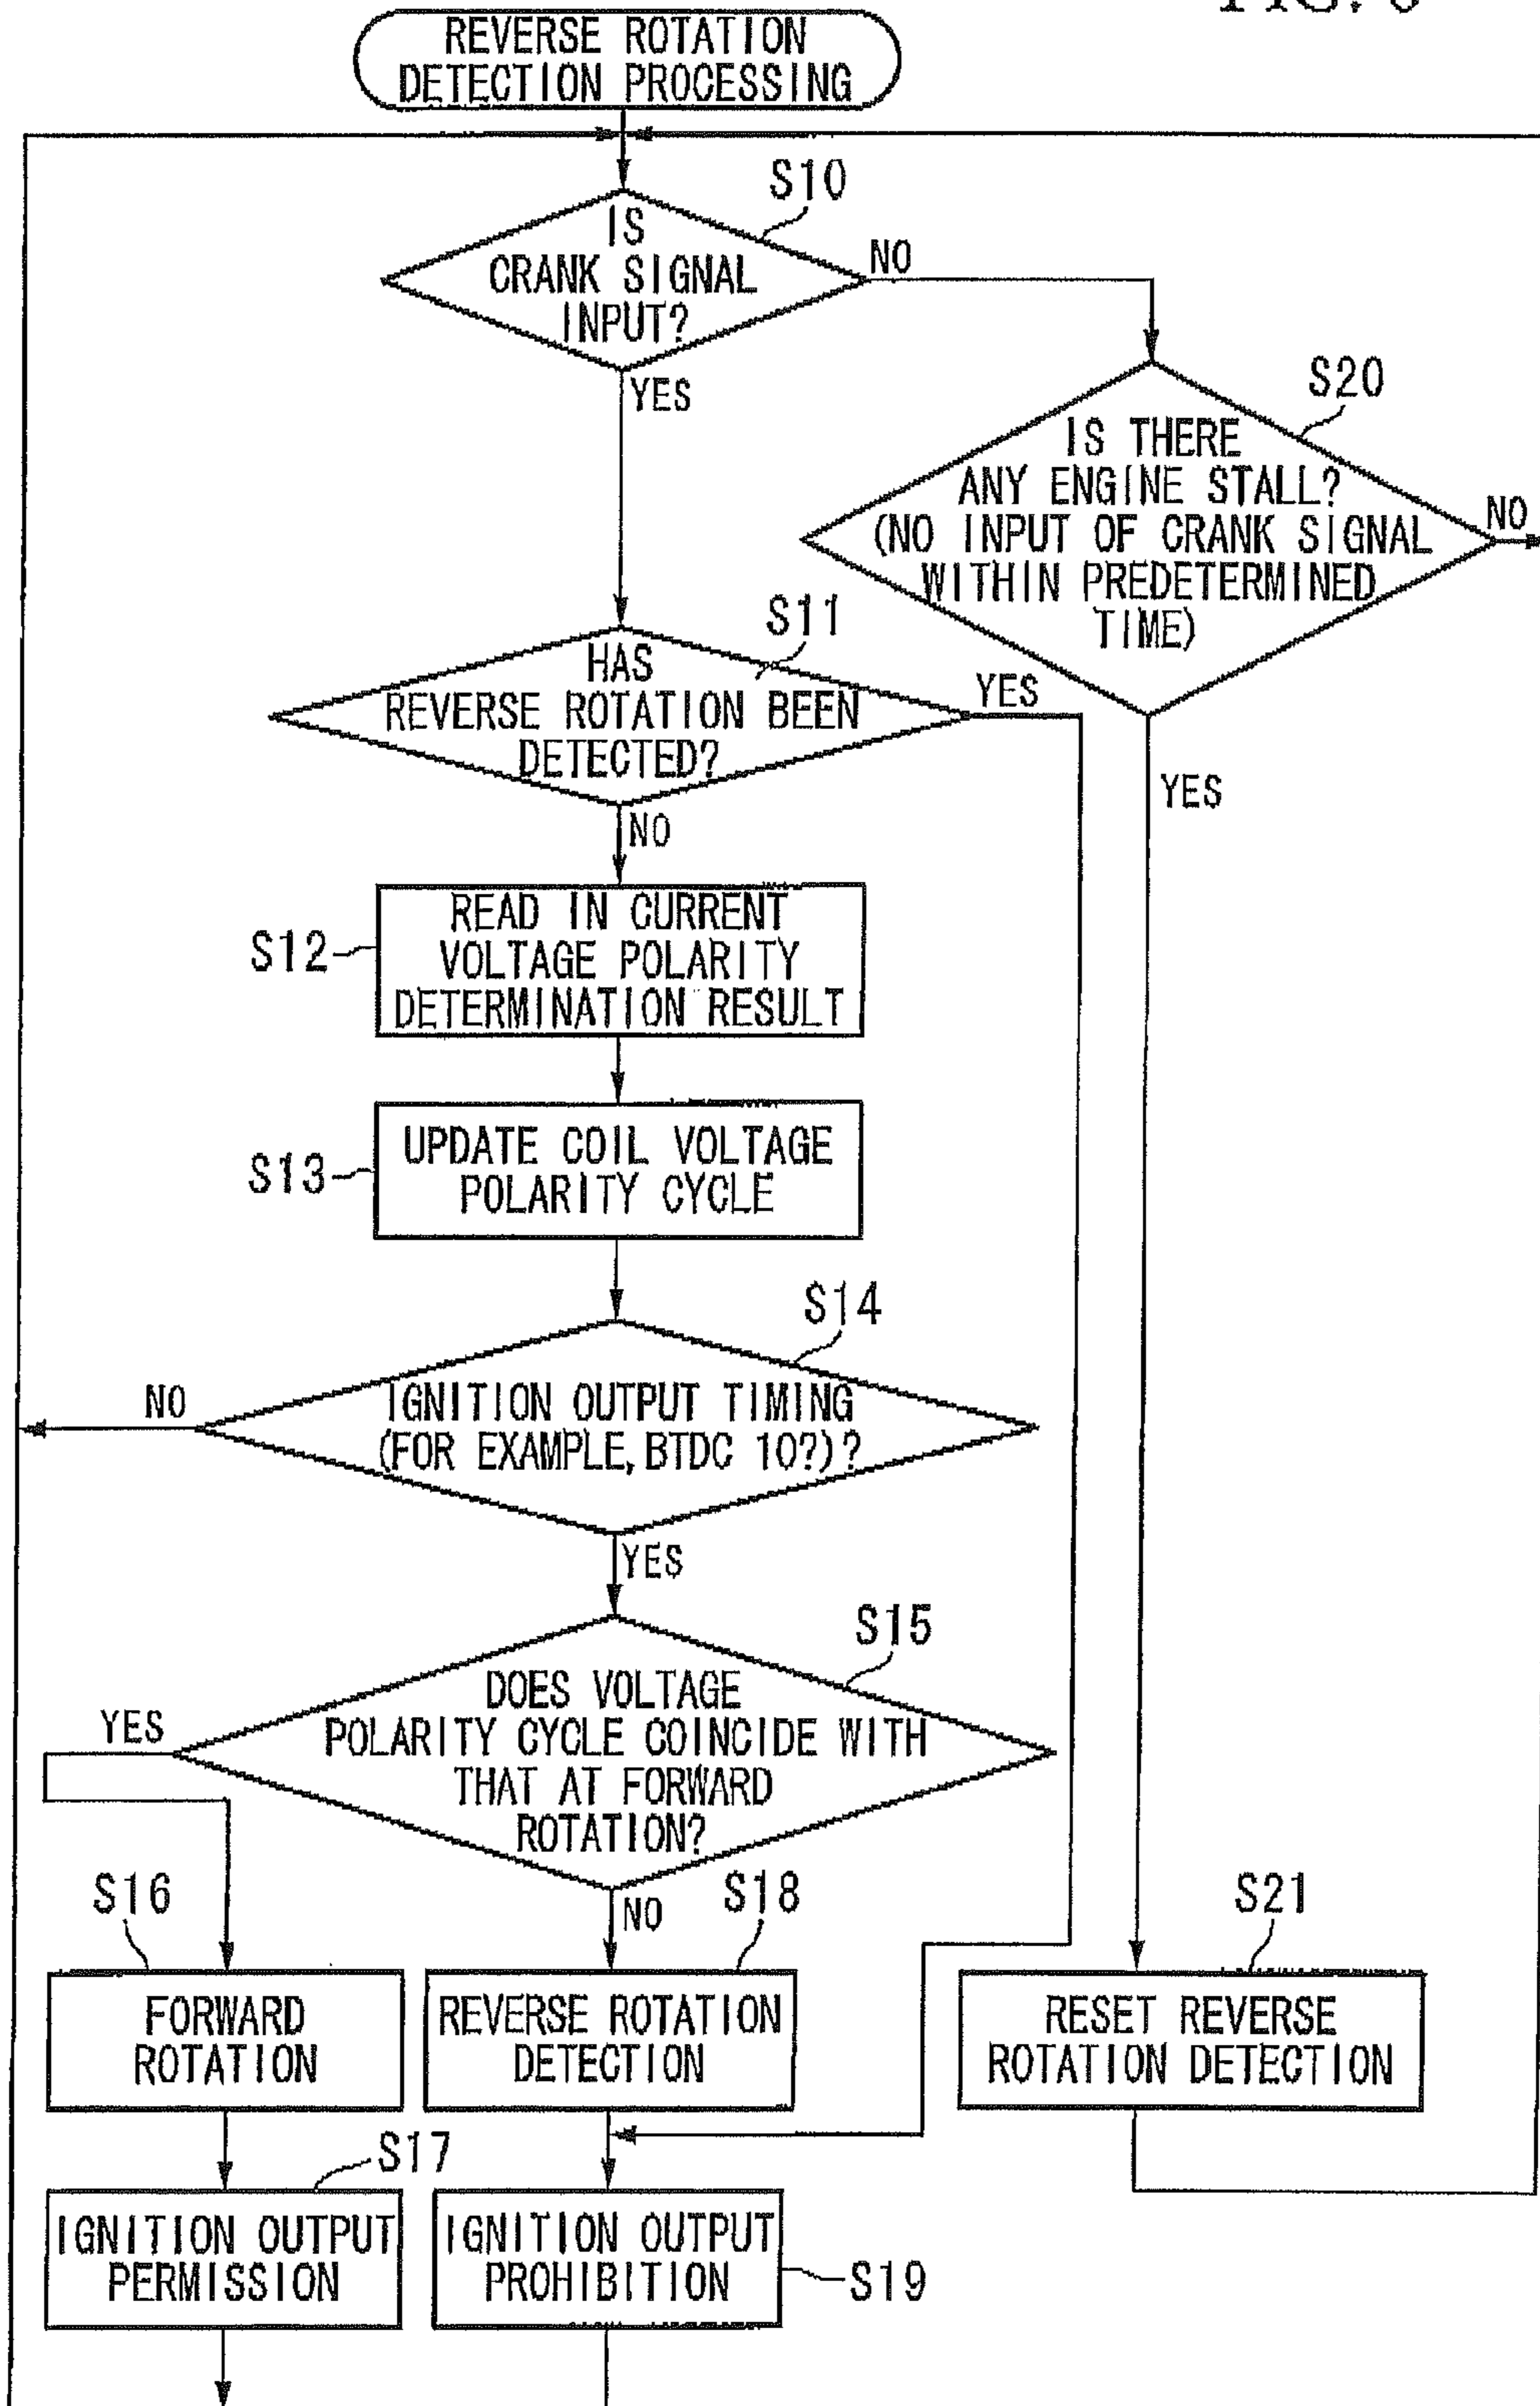 REVERSE ROTATION
DETECTION PROCESSING
S10
IS
CRANK SIGNAL
INPUT?
NO
YES
S20
IS THERE
ANY ENGINE STALL?
(NO INPUT OF CRANK SIGNAL
WITHIN PREDETERMINED
TIME)
NO
YES
S11
HAS
REVERSE ROTATION BEEN
DETECTED?
YES
NO
S12
READ IN CURRENT
VOLTAGE POLARITY
DETERMINATION RESULT
S13
UPDATE COIL VOLTAGE
POLARITY CYCLE
S14
IGNITION OUTPUT TIMING
(FOR EXAMPLE, BTDC 10?)?
NO
YES
S15
DOES VOLTAGE
POLARITY CYCLE COINCIDE WITH
THAT AT FORWARD
ROTATION?
YES
NO
S16
FORWARD
ROTATION
S18
REVERSE ROTATION
DETECTION
S21
RESET REVERSE
ROTATION DETECTION
S17
IGNITION OUTPUT
PERMISSION
IGNITION OUTPUT
PROHIBITION
S19